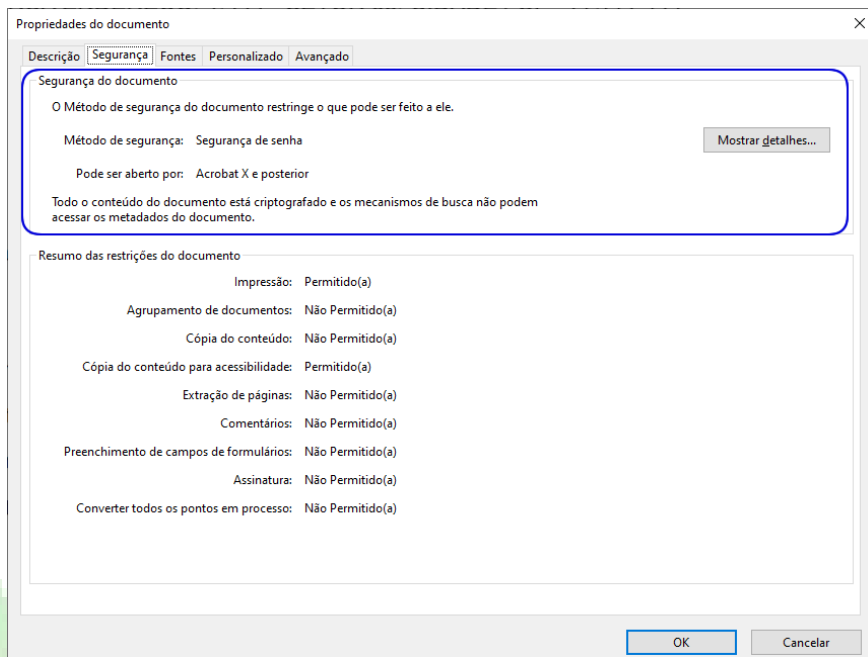 Propriedades do documento
Descrição Segurança Fontes Personalizado Avançado
Segurança do documento
O Método de segurança do documento restringe o que pode ser feito a ele.
Método de segurança: Segurança de senha
Mostrar detalhes...
Pode ser aberto por: Acrobat X e posterior
Todo o conteúdo do documento está criptografado e os mecanismos de busca não podem
acessar os metadados do documento.
Resumo das restrições do documento
Impressão: Permitido(a)
Agrupamento de documentos: Não Permitido(a)
Cópia do conteúdo: Não Permitido(a)
Cópia do conteúdo para acessibilidade: Permitido(a)
Extração de páginas: Não Permitido(a)
Comentários: Não Permitido(a)
Preenchimento de campos de formulários: Não Permitido(a)
Assinatura: Não Permitido(a)
Converter todos os pontos em processo: Não Permitido(a)
OK Cancelar